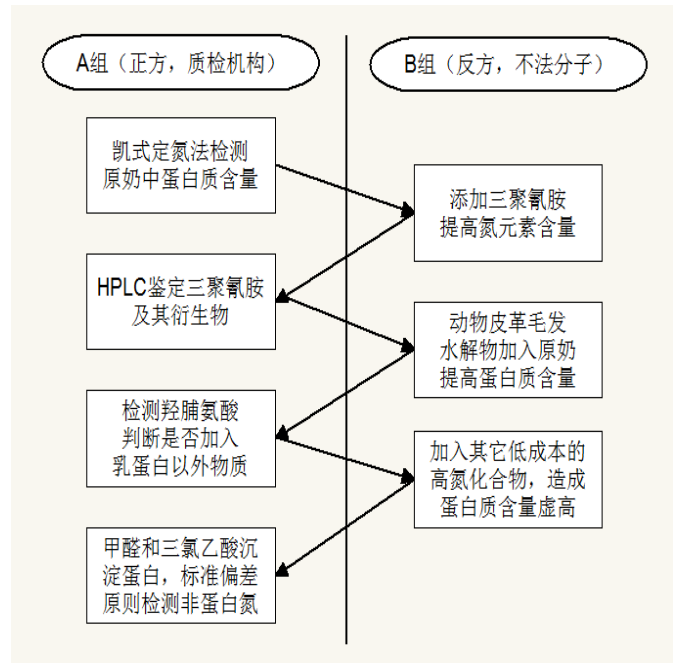 A组（正方，质检机构）
B组（反方，不法分子）
凯式定氮法检测
原奶中蛋白质含量
添加三聚氰胺
提高氮元素含量
HPLC鉴定三聚氰胺
及其衍生物
动物皮革毛发
水解物加入原奶
提高蛋白质含量
检测羟脯氨酸
判断是否加入
乳蛋白以外物质
加入其它低成本的
高氮化合物，造成
蛋白质含量虚高
甲醛和三氯乙酸沉
淀蛋白，标准偏差
原则检测非蛋白氮